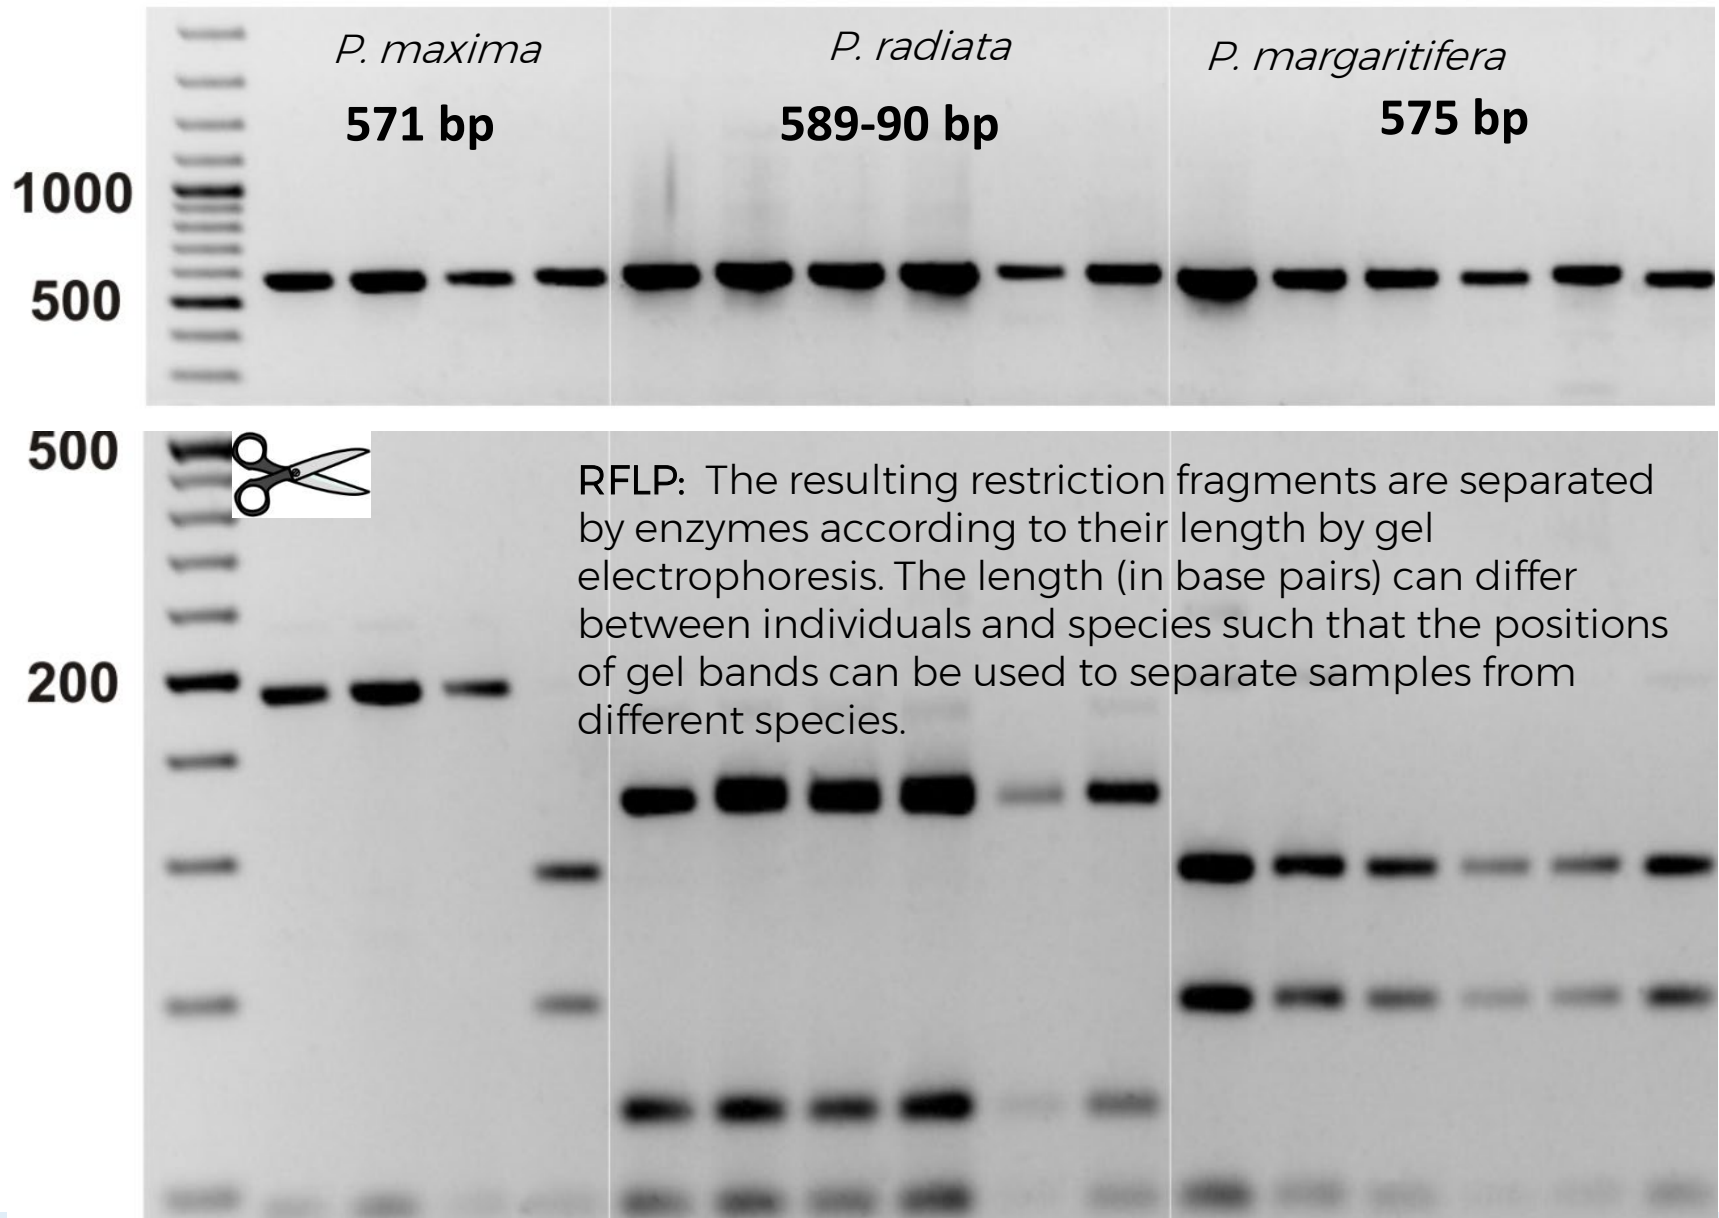 P. maxima
P. radiata
P. margaritifera
571 bp
589-90 bp
575 bp
1000
500
500
RFLP: The resulting restriction fragments are separated
by enzymes according to their length by gel
electrophoresis. The length (in base pairs) can differ
between individuals and species such that the positions
of gel bands can be used to separate samples from
different species.
200